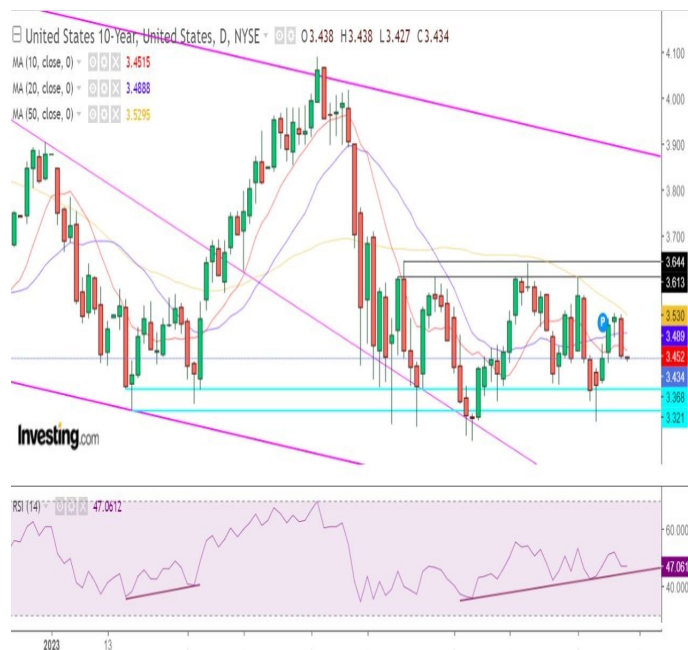 United States 10-Year, United States, D, NYSE O3.438 H3.438 L3.427 C3.434
MA (10, close, 0) 3.4515
MA (20, close, 0) 3.4888
MA (50, close, 0) 3.5295
4.100
4.000
3.900
3.800
3.700
3.644
3.613
3.530
3.489
3.452
3.434
3.368
3.321
P
Investing.com
RSI (14) 47.0612
60.000
47.061
40.000
2023 13